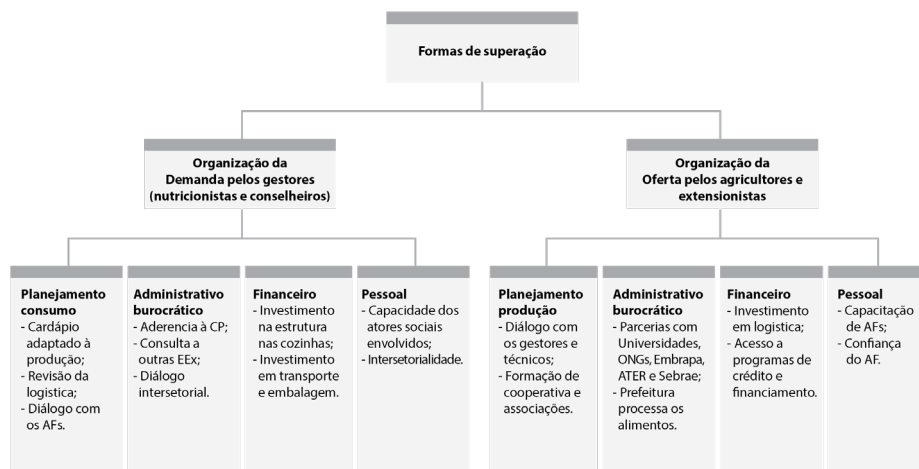 Formas de superação
Organização da
Demanda pelos gestores
(nutricionistas e conselheiros)
Organização da
Oferta pelos agricultores e
extensionistas
Planejamento
consumo
- Cardápio
adaptado à
produção;
- Revisão da
logistica;
- Diálogo com
os AFs.
Administrativo
burocrático
- Aderencia à CP;
- Consulta a
outras EEx;
- Diálogo
intersetorial.
Financeiro
- Investimento
na estrutura
nas cozinhas;
- Investimento
em transporte
e embalagem.
Pessoal
- Capacidade dos
atores sociais
envolvidos;
- Intersetorialidade.
Planejamento
produção
- Diálogo com
os gestores e
técnicos;
- Formação de
cooperativa e
associações.
Administrativo
burocrático
- Parcerias com
Universidades,
ONGs, Embrapa,
ATER e Sebrae;
- Prefeitura
processa os
alimentos.
Financeiro
- Investimento
em logistica;
- Acesso a
programas de
crédito e
financiamento.
Pessoal
- Capacitação
de AFs;
- Confiança
do AF.